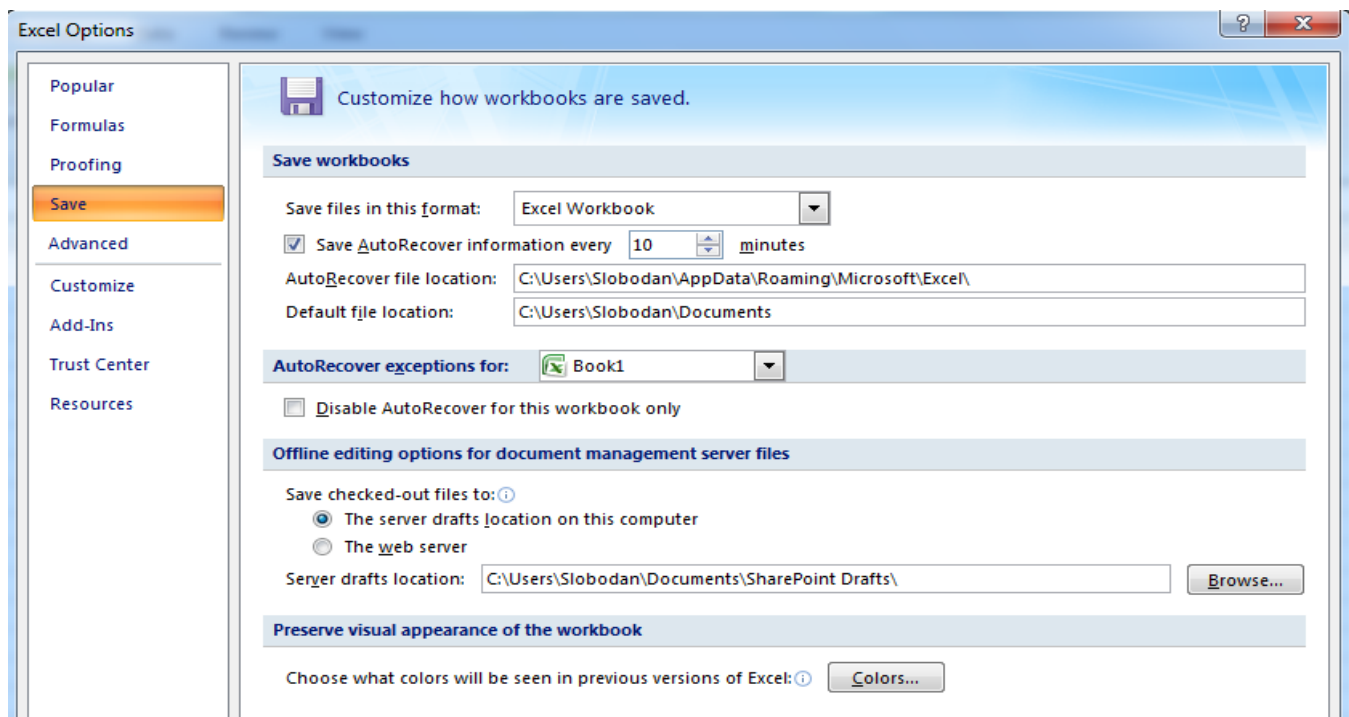 Excel Options
?
X
Popular
Formulas
Proofing
Save
Advanced
Customize
Add-Ins
Trust Center
Resources
Customize how workbooks are saved.
Save workbooks
Save files in this format: Excel Workbook
Save AutoRecover information every 10 minutes
AutoRecover file location: C:\Users\Slobodan\AppData\Roaming\Microsoft\Excel\
Default file location: C:\Users\Slobodan\Documents
AutoRecover exceptions for: Book1
Disable AutoRecover for this workbook only
Offline editing options for document management server files
Save checked-out files to:
The server drafts location on this computer
The web server
Server drafts location: C:\Users\Slobodan\Documents\SharePoint Drafts\ Browse...
Preserve visual appearance of the workbook
Choose what colors will be seen in previous versions of Excel: Colors...